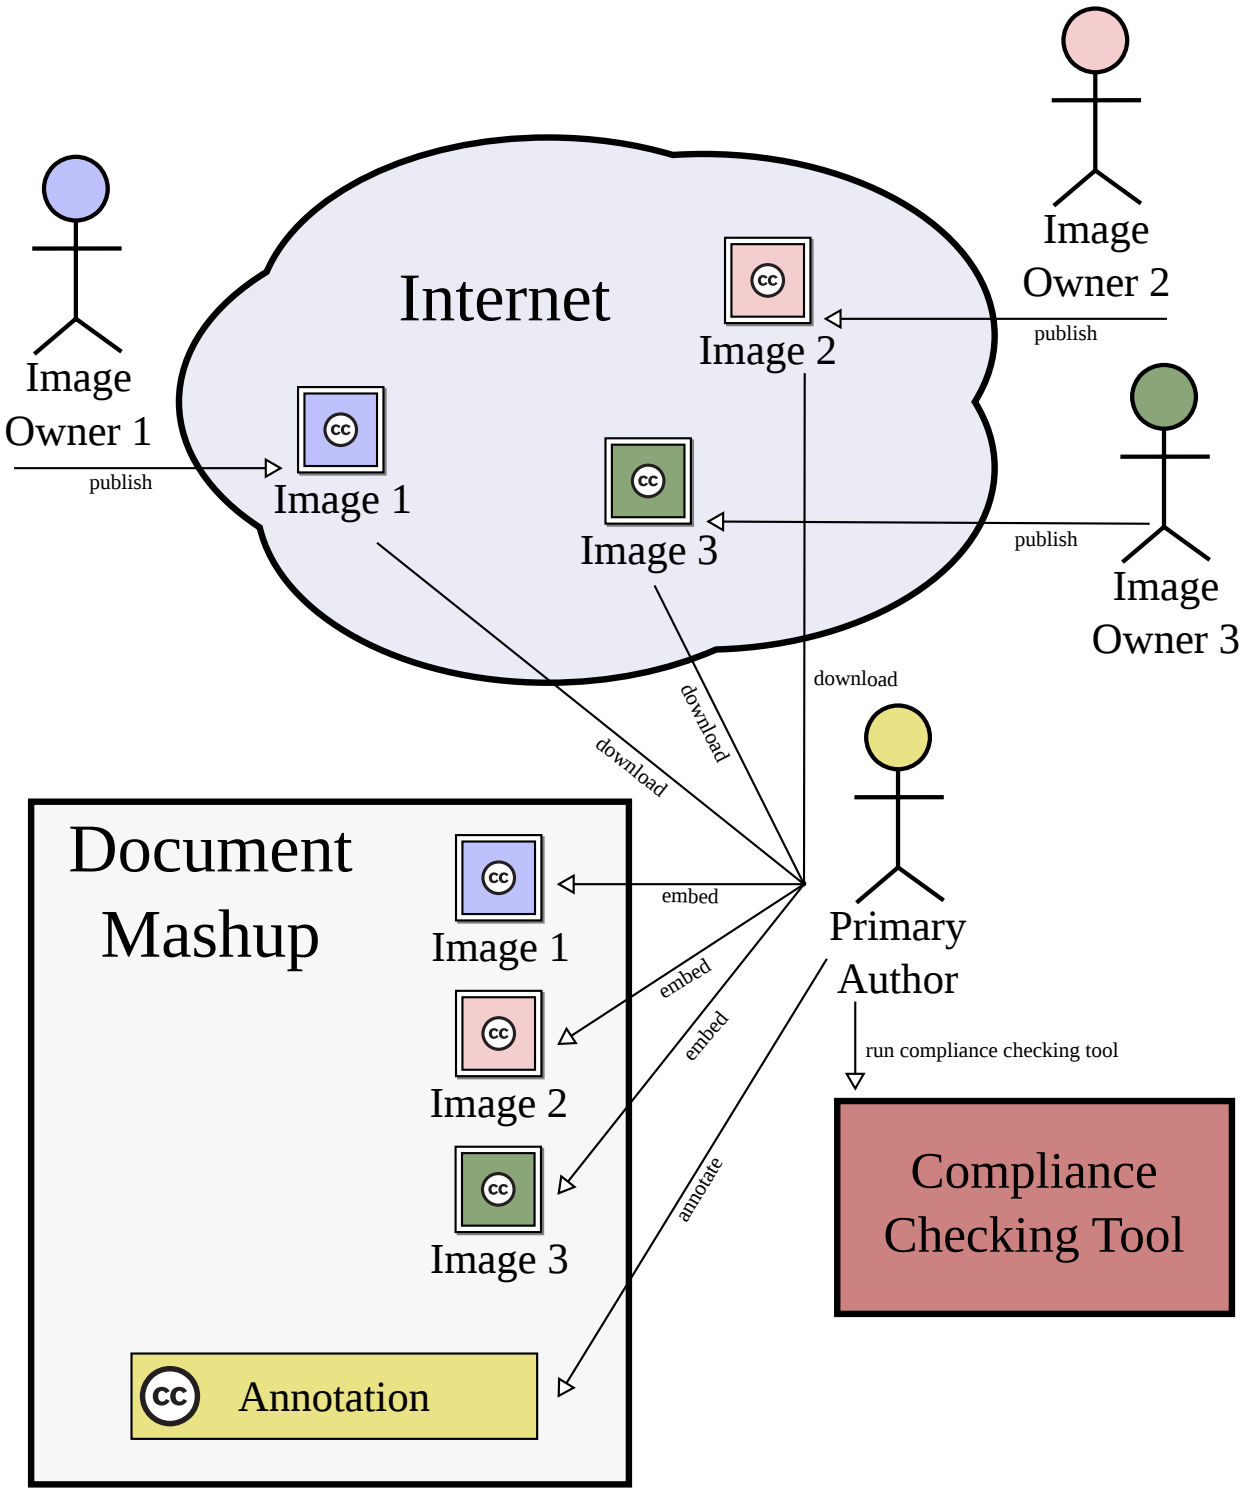 Image
Owner 2
publish
Image
Owner 1
publish
Internet
cc
Image 2
cc
Image 1
cc
Image 3
publish
Image
Owner 3
download
download
download
Primary
Author
run compliance checking tool
Compliance
Checking Tool
Document
Mashup
cc
Image 1
embed
cc
Image 2
embed
cc
Image 3
embed
annotate
cc
Annotation